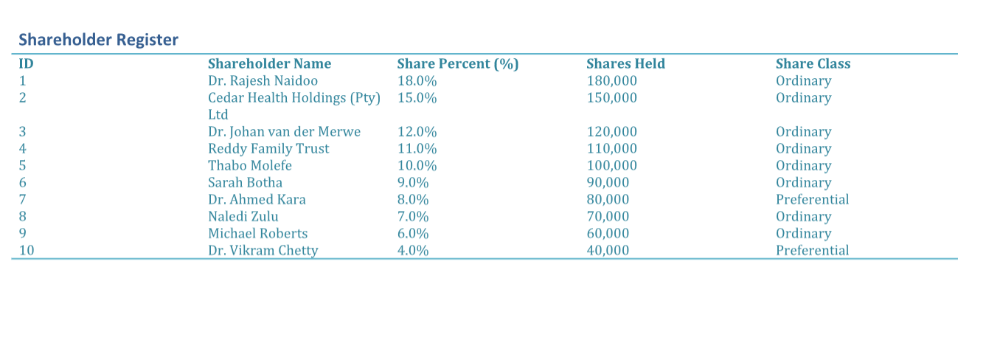 Shareholder Register
ID Shareholder Name Share Percent (%) Shares Held Share Class
1 Dr. Rajesh Naidoo 18.0% 180,000 Ordinary
2 Cedar Health Holdings (Pty) 15.0% 150,000 Ordinary
Ltd
3 Dr. Johan van der Merwe 12.0% 120,000 Ordinary
4 Reddy Family Trust 11.0% 110,000 Ordinary
5 Thabo Molefe 10.0% 100,000 Ordinary
6 Sarah Botha 9.0% 90,000 Ordinary
7 Dr. Ahmed Kara 8.0% 80,000 Preferential
8 Naledi Zulu 7.0% 70,000 Ordinary
9 Michael Roberts 6.0% 60,000 Ordinary
10 Dr. Vikram Chetty 4.0% 40,000 Preferential